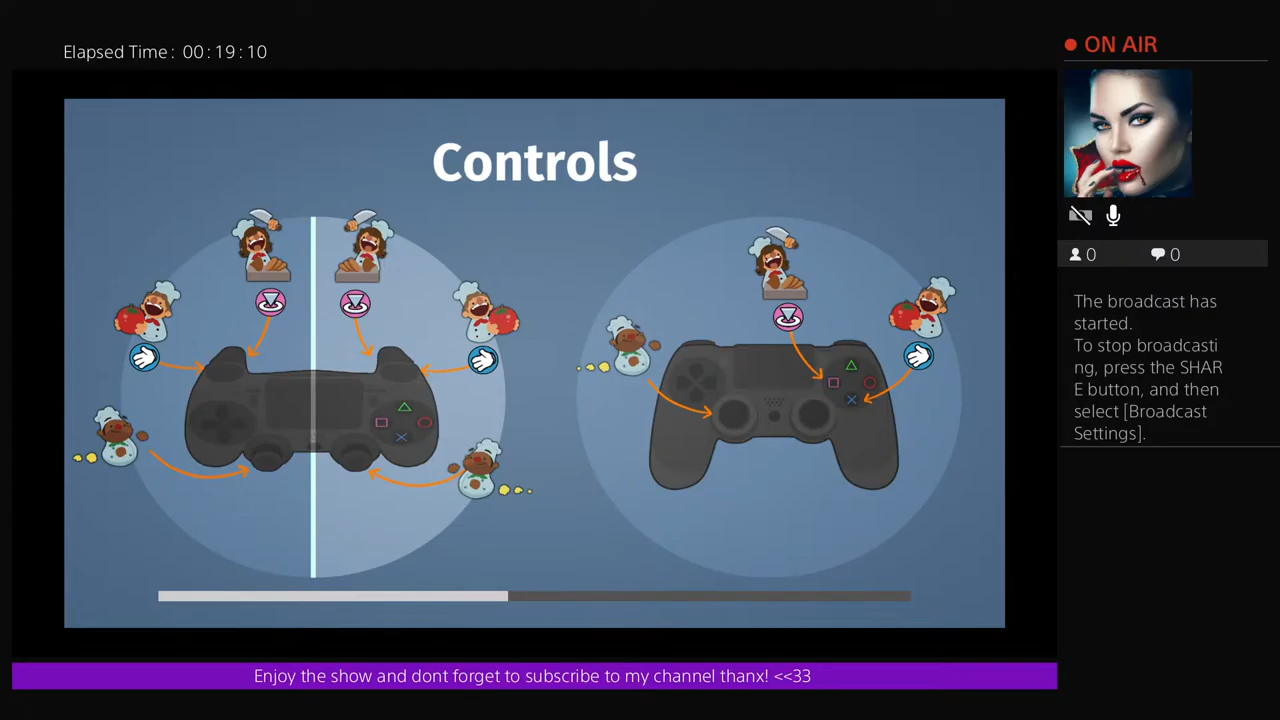 Elapsed Time: 00:19:10
ON AIR
Controls
0
0
The broadcast has
started.
To stop broadcasti
ng, press the SHAR
E button, and then
select [Broadcast
Settings].
Enjoy the show and dont forget to subscribe to my channel thanx! <<33